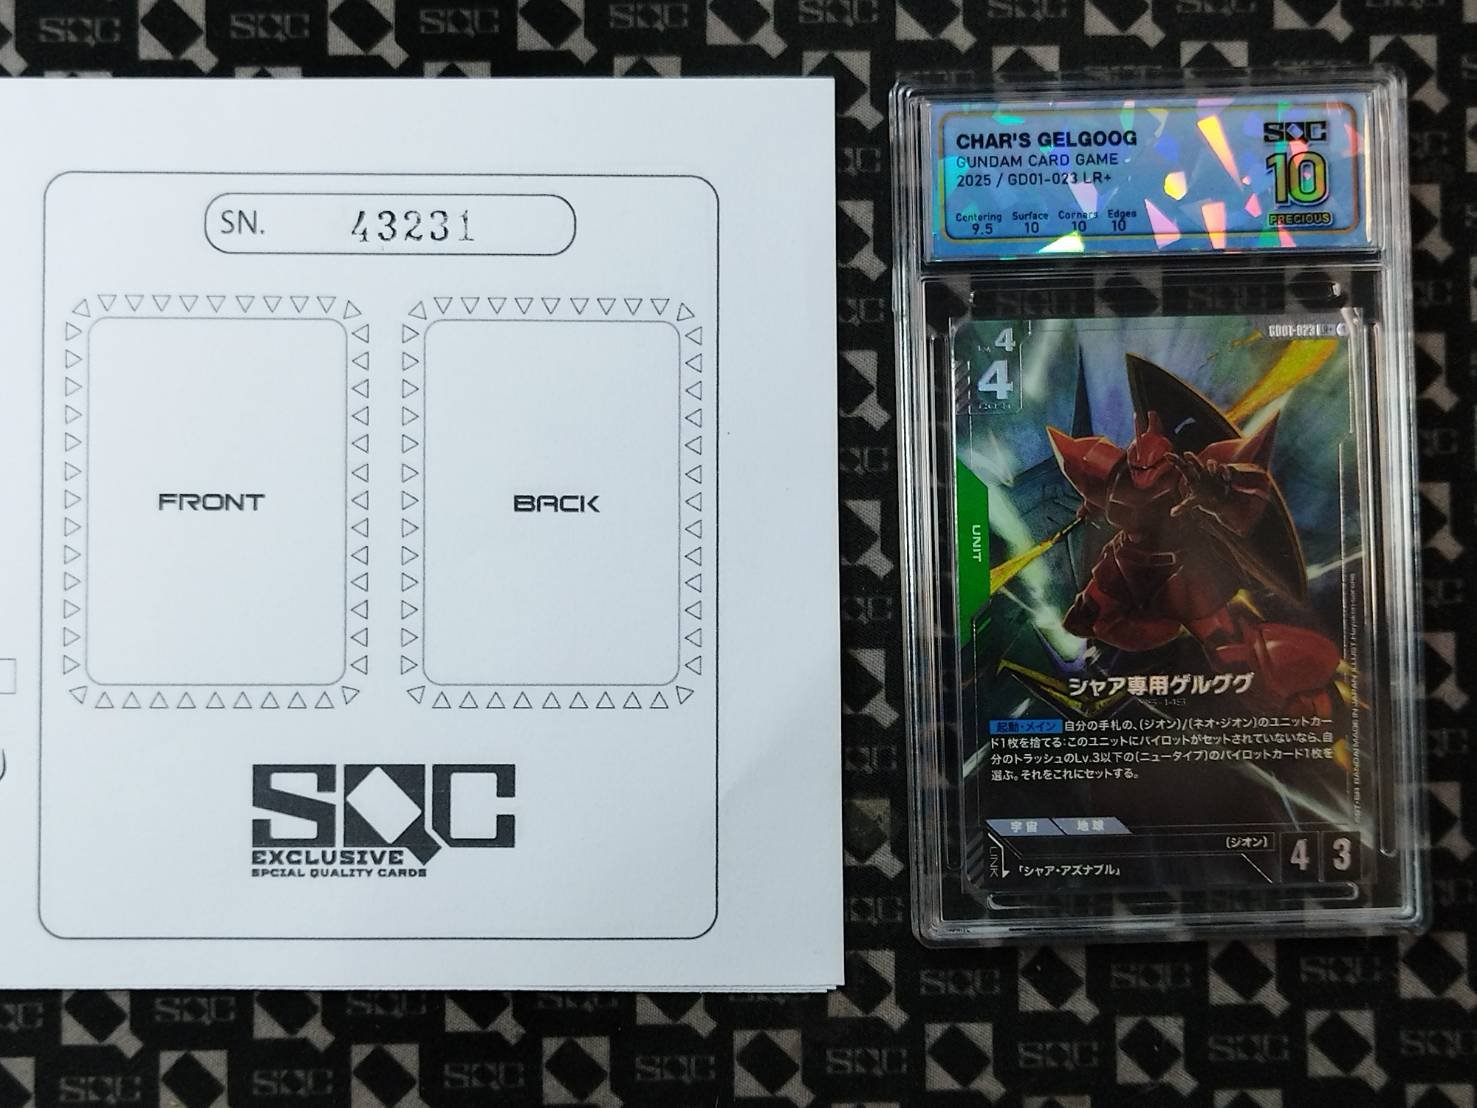 SN. 43231
FRONT
BACK
SQC
EXCLUSIVE
SPCIAL QUALITY CARDS
CHAR'S GELGOOG
GUNDAM CARD GAME
2025 / GD01-023 LR+
Centering Surface Corners Edges
9.5 10 10 10
SQC
10
PRECIOUS
GD01-023
Lv.4
4
COST
UNIT
シャア専用ゲルググ
MS-14S
起動・メイン 自分の手札の、(ジオン)/(ネオ・ジオン)のユニットカー
ド1枚を捨てる：このユニットにパイロットがセットされていないなら、自
分のトラッシュのLv.3以下の(ニュータイプ)のパイロットカード1枚を
選ぶ。それをこれにセットする。
宇宙 地球
(ジオン)
LINK
「シャア・アズナブル」
4 3